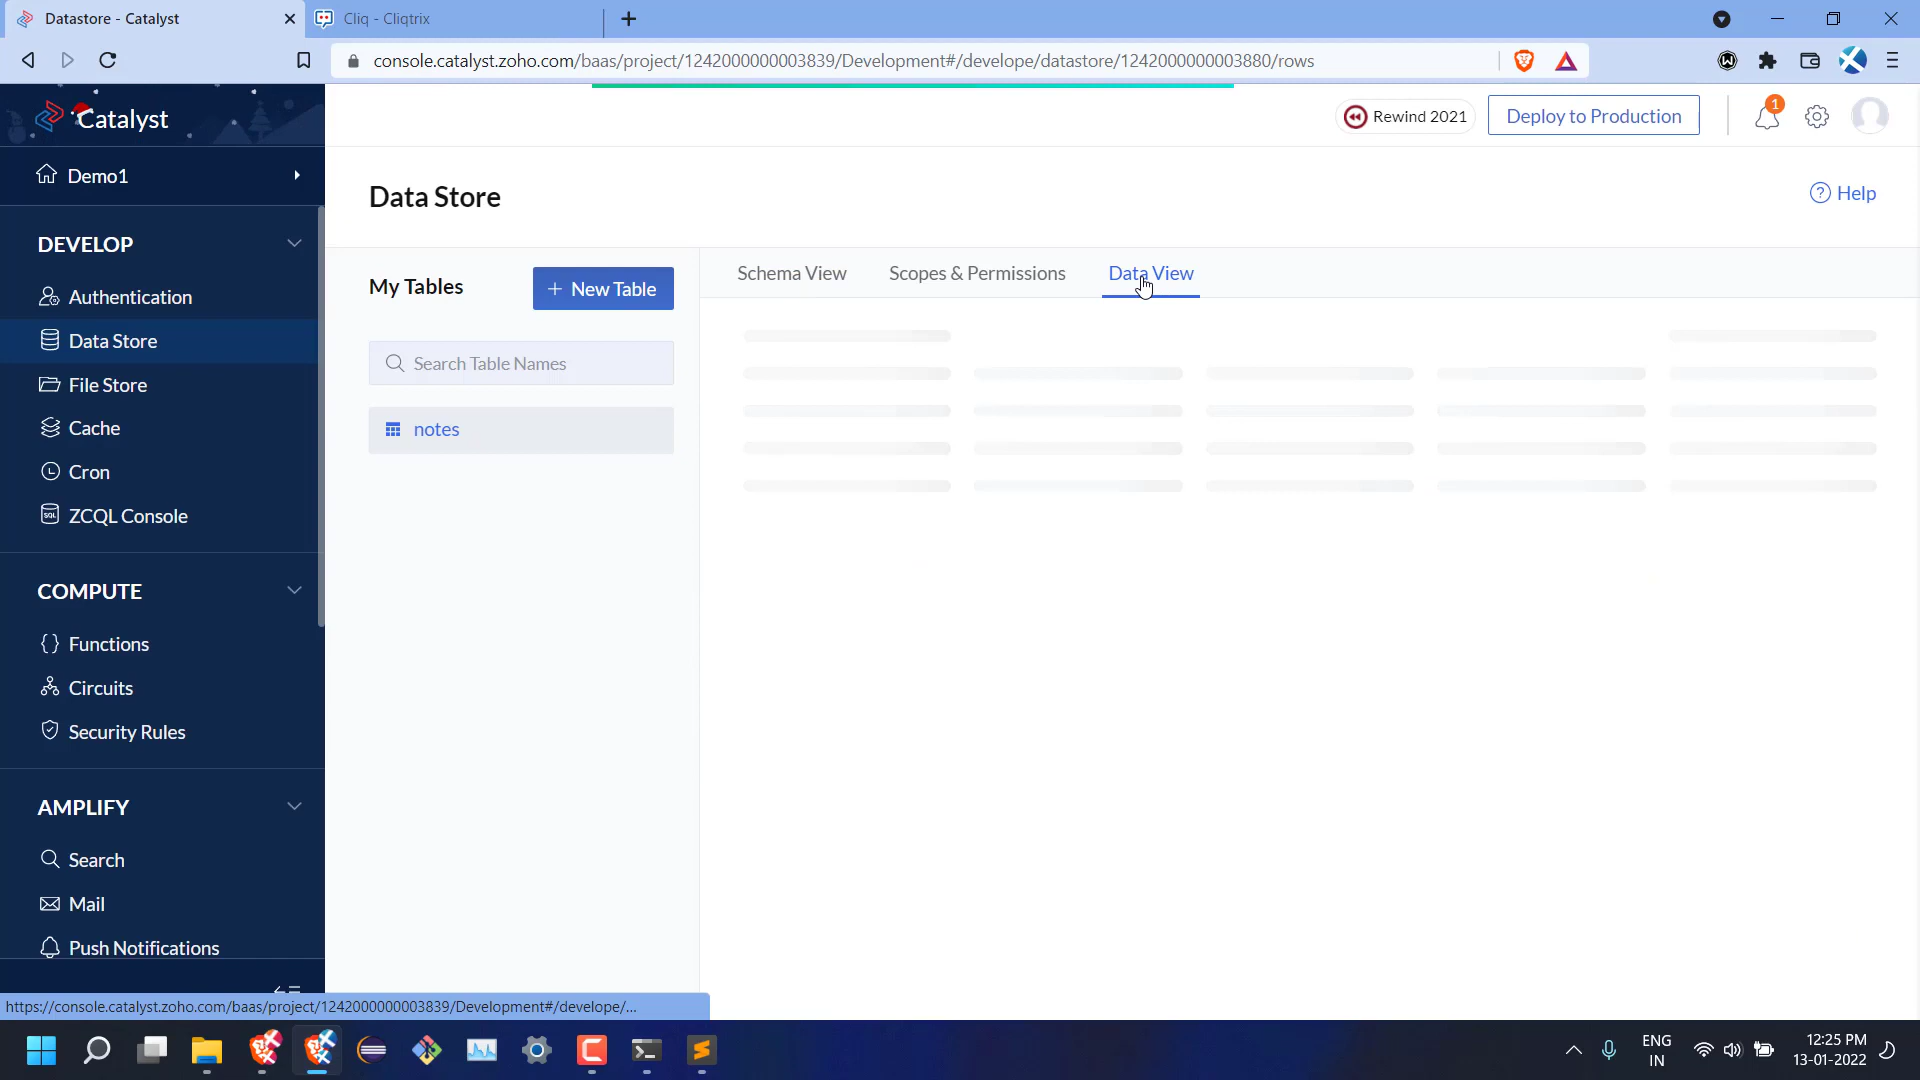 Datastore - Catalyst
Cliq - Cliqtrix
console.catalyst.zoho.com/baas/project/1242000000003839/Development#/develope/datastore/1242000000003880/rows
Catalyst
Rewind 2021
Deploy to Production
1
Demo1
Data Store
Help
DEVELOP
Authentication
Data Store
File Store
Cache
Cron
ZCQL Console
COMPUTE
Functions
Circuits
Security Rules
AMPLIFY
Search
Mail
Push Notifications
My Tables
New Table
Search Table Names
notes
Schema View
Scopes & Permissions
Data View
https://console.catalyst.zoho.com/baas/project/1242000000003839/Development#/develope/...
ENG
IN
12:25 PM
13-01-2022